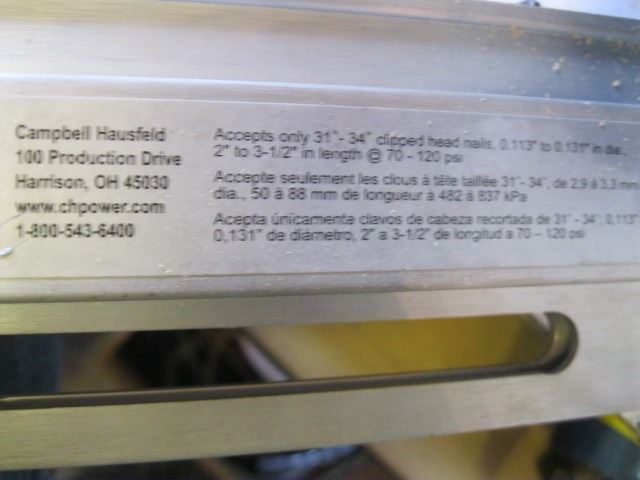 Campbell Hausfeld
100 Production Drive
Harrison, OH 45030
www.chpower.com
1-800-543-6400
Accepts only 31°- 34° clipped head nails, 0.113" to 0.131" in dia.,
2" to 3-1/2" in length @ 70 - 120 psi
Accepte seulement les clous à tête taillée 31°- 34°, de 2,9 à 3,3 mm
dia., 50 à 88 mm de longueur à 482 à 837 kPa
Acepta únicamente clavos de cabeza recortada de 31° - 34°; 0,113"
0,131" de diámetro, 2" a 3-1/2" de longitud a 70 – 120 psi